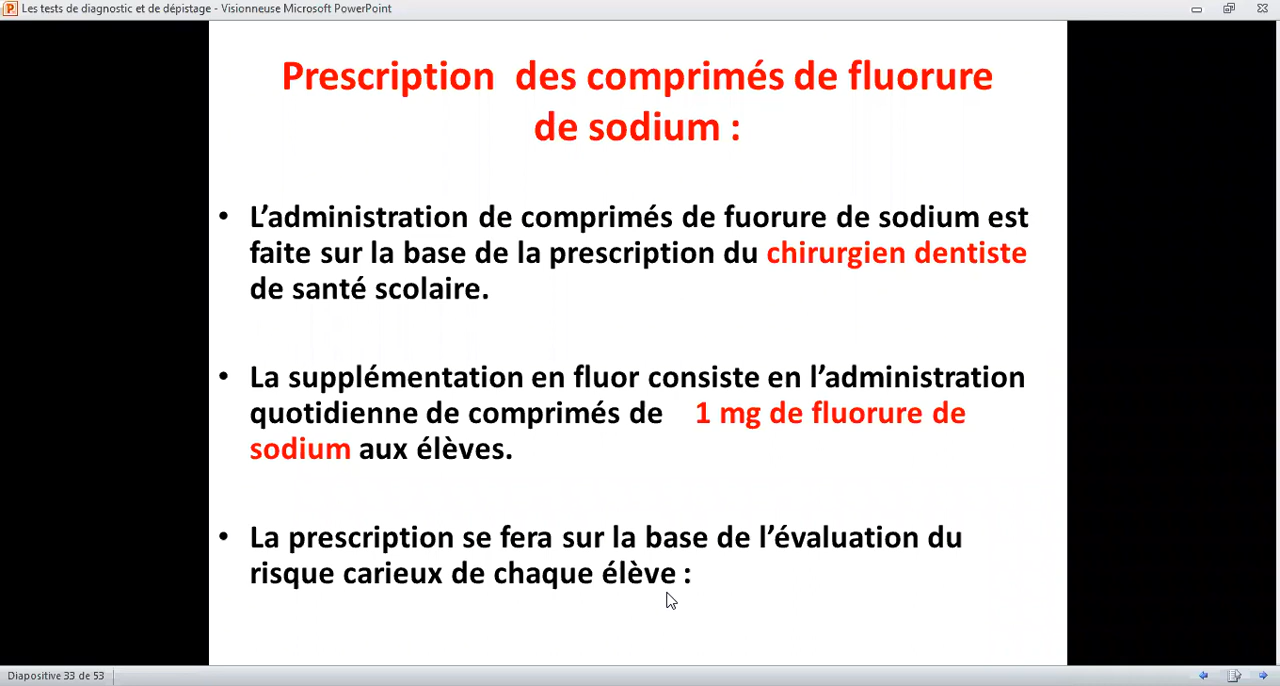 Les tests de diagnostic et de dépistage - Visionneuse Microsoft PowerPoint
Prescription des comprimés de fluorure
de sodium :
• L’administration de comprimés de fuorure de sodium est
faite sur la base de la prescription du chirurgien dentiste
de santé scolaire.
• La supplémentation en fluor consiste en l’administration
quotidienne de comprimés de 1 mg de fluorure de
sodium aux élèves.
• La prescription se fera sur la base de l’évaluation du
risque carieux de chaque élève :
Diapositive 33 de 53